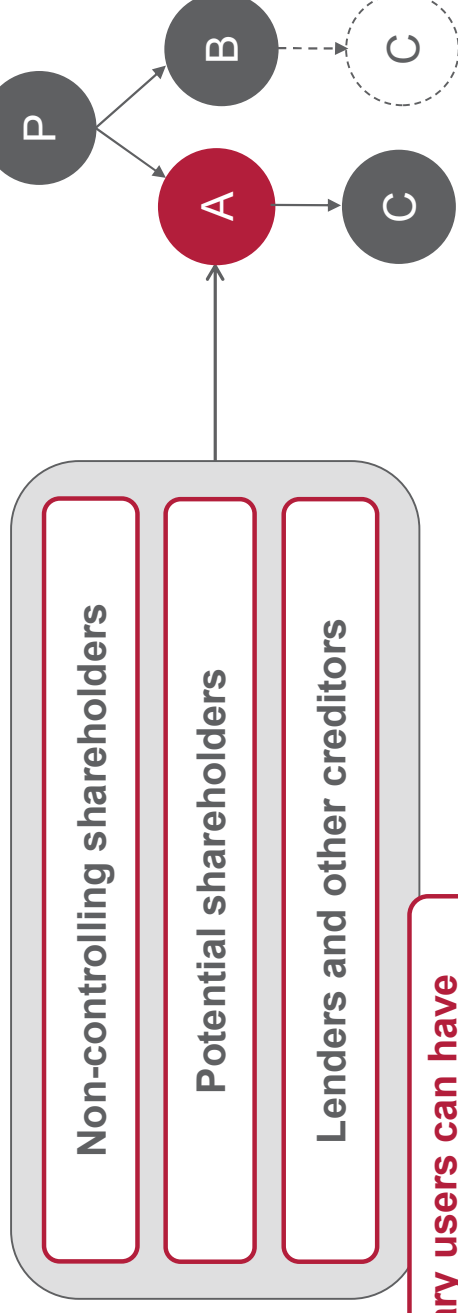 Non-controlling shareholders
Potential shareholders
Lenders and other creditors
users can have
P
A
B
C
C